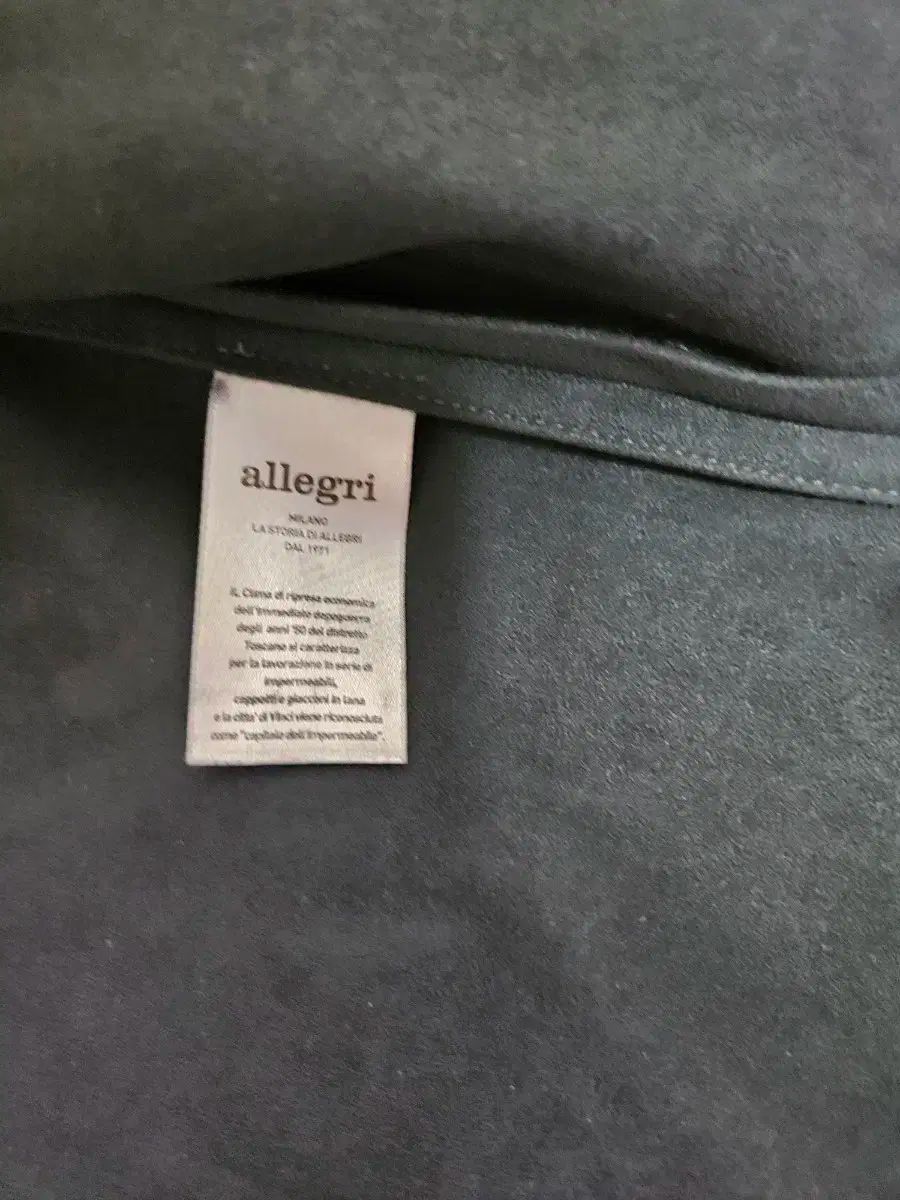 allegri
MILANO
LA STORIA DI ALLEGRI
DAL 1971
IL Clima di ripresa economica
dell'immediato dopoguerra
degli anni '50 del distretto
Toscano si caratterizza
per la lavorazione in serie di
impermeabili,
cappotti e giacconi in lana
e la citta' di Vinci viene riconosciuta
come "capitale dell'impermeabile".